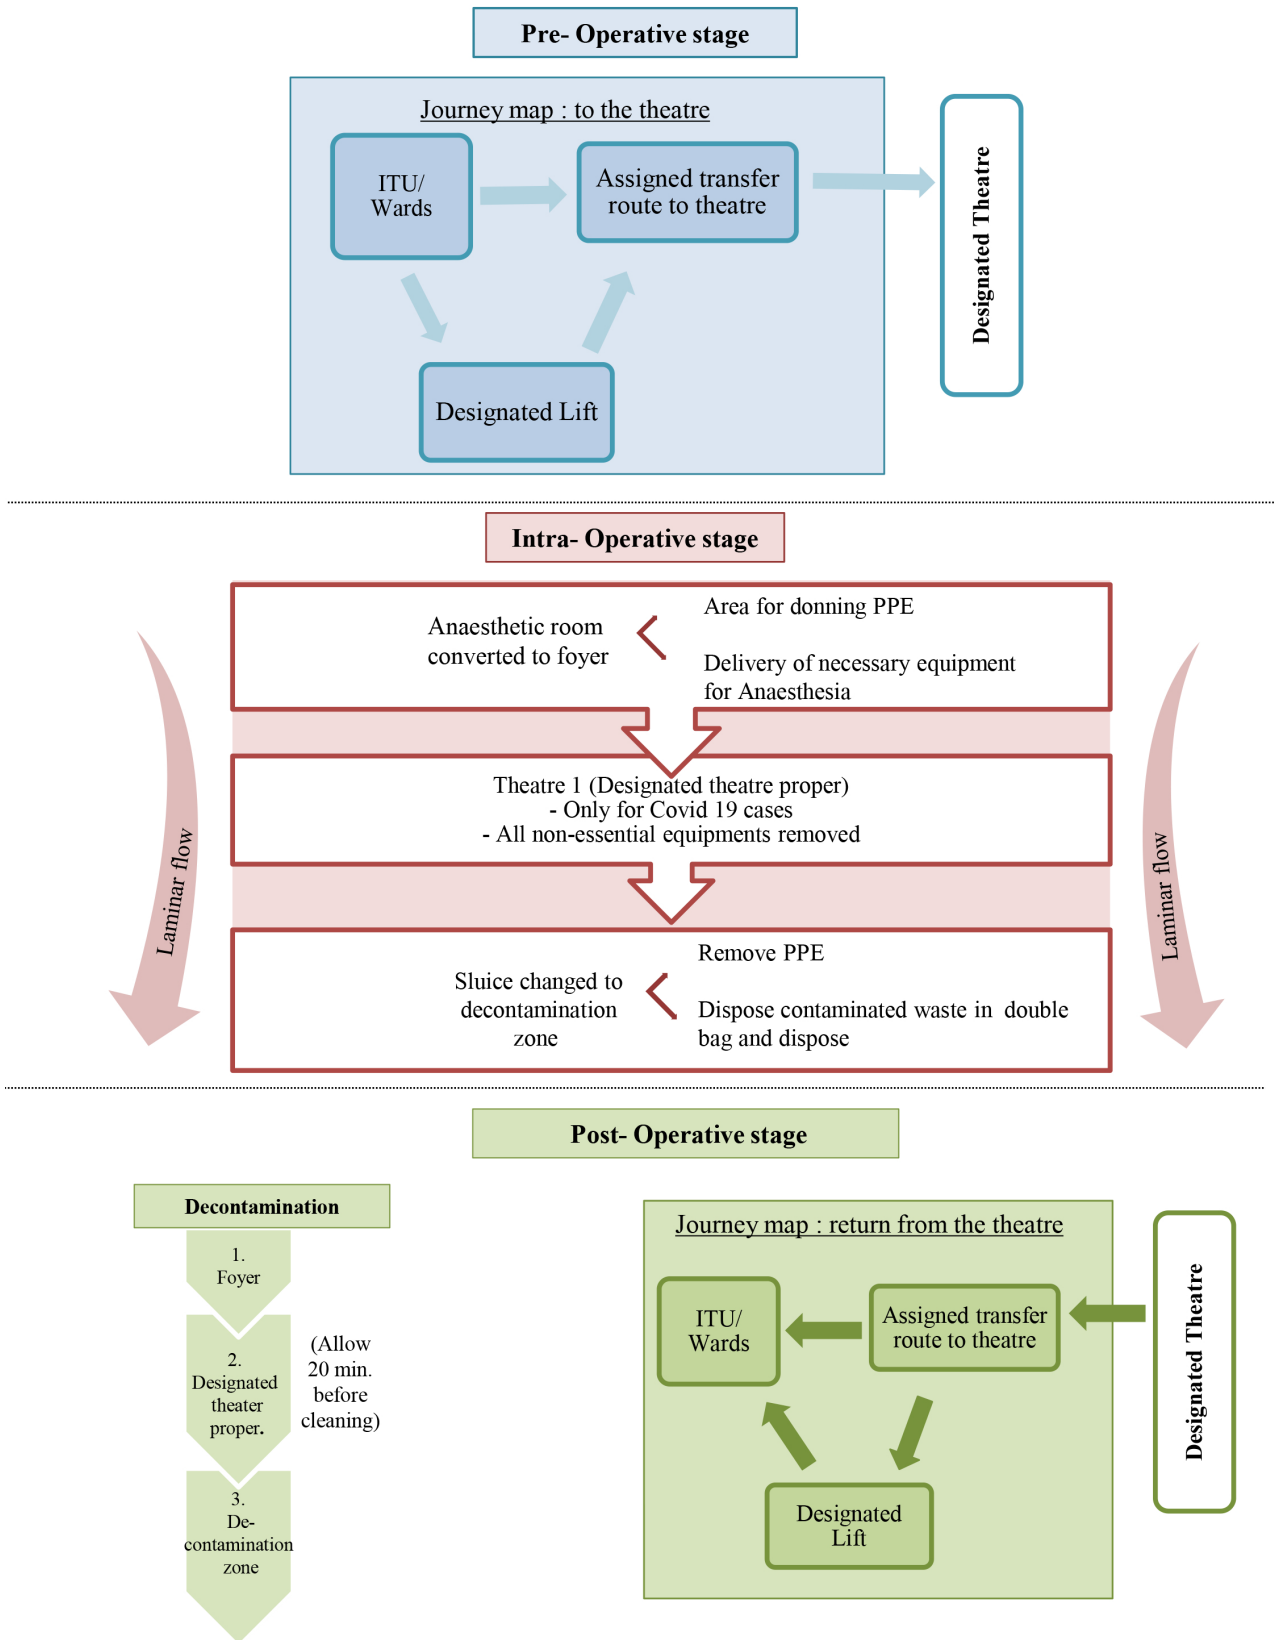 Pre- Operative stage
Journey map : to the theatre
ITU/
Wards
Assigned transfer
route to theatre
Designated Lift
Designated Theatre
Intra- Operative stage
Anaesthetic room
converted to foyer
Area for donning PPE
Delivery of necessary equipment
for Anaesthesia
Theatre 1 (Designated theatre proper)
- Only for Covid 19 cases
- All non-essential equipments removed
Laminar flow
Laminar flow
Sluice changed to
decontamination
zone
Remove PPE
Dispose contaminated waste in double
bag and dispose
Post- Operative stage
Decontamination
1.
Foyer
2.
Designated
theater
proper.
(Allow
20 min.
before
cleaning)
3.
De-
contamination
zone
Journey map : return from the theatre
ITU/
Wards
Assigned transfer
route to theatre
Designated
Lift
Designated Theatre